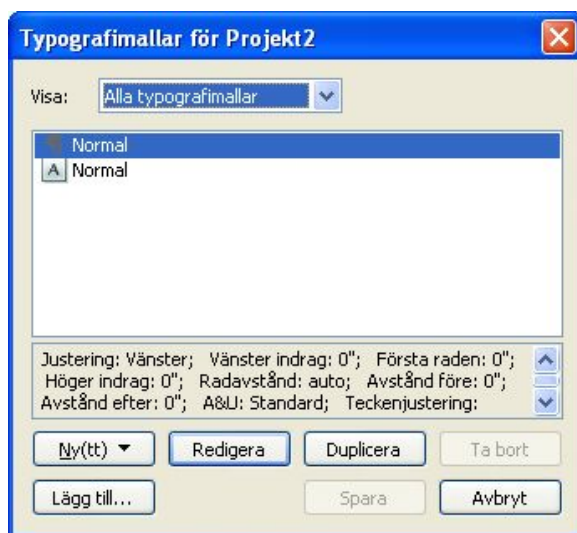 Typografimallar för Projekt2
Visa: Alla typografimallar
Normal
A Normal
Justering: Vänster; Vänster indrag: 0"; Första raden: 0";
Höger indrag: 0"; Radavstånd: auto; Avstånd före: 0";
Avstånd efter: 0"; A&U: Standard; Teckenjustering:
Ny(tt) Redigera Duplicera Ta bort
Lägg till... Spara Avbryt